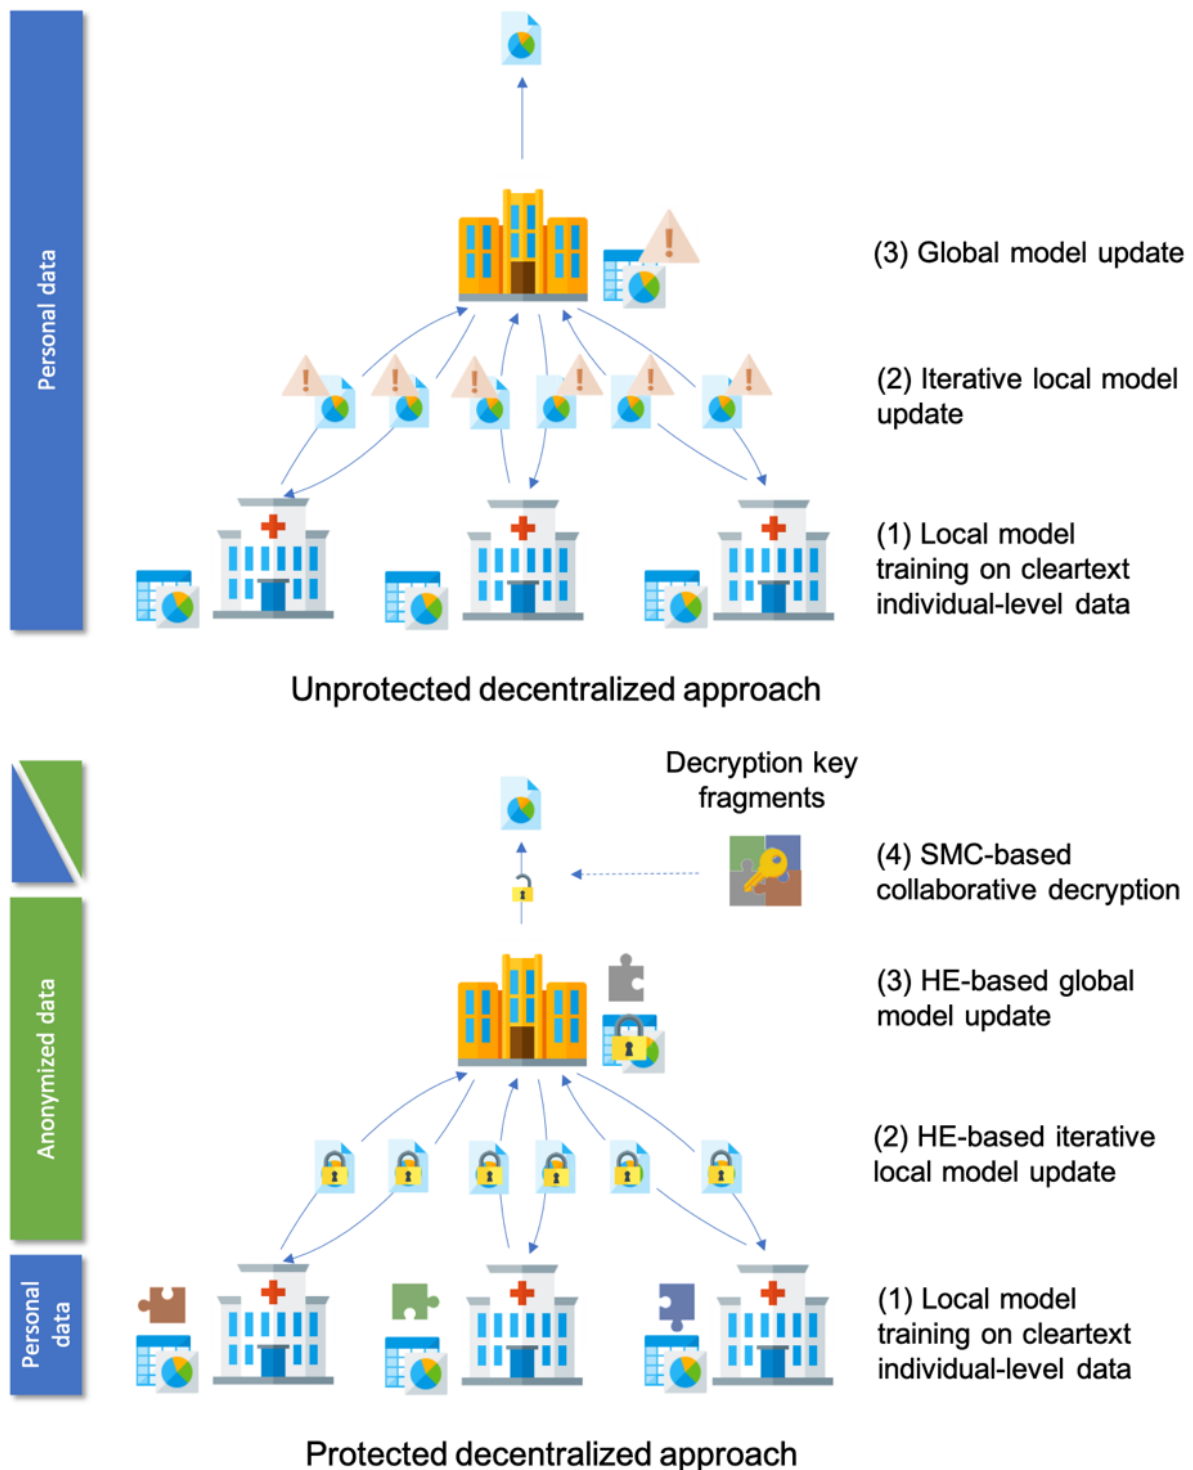 Personal data
(3) Global model update
(2) Iterative local model
update
(1) Local model
training on cleartext
individual-level data
Unprotected decentralized approach
Decryption key
fragments
(4) SMC-based
collaborative decryption
Anonymized data
(3) HE-based global
model update
(2) HE-based iterative
local model update
Personal
data
(1) Local model
training on cleartext
individual-level data
Protected decentralized approach